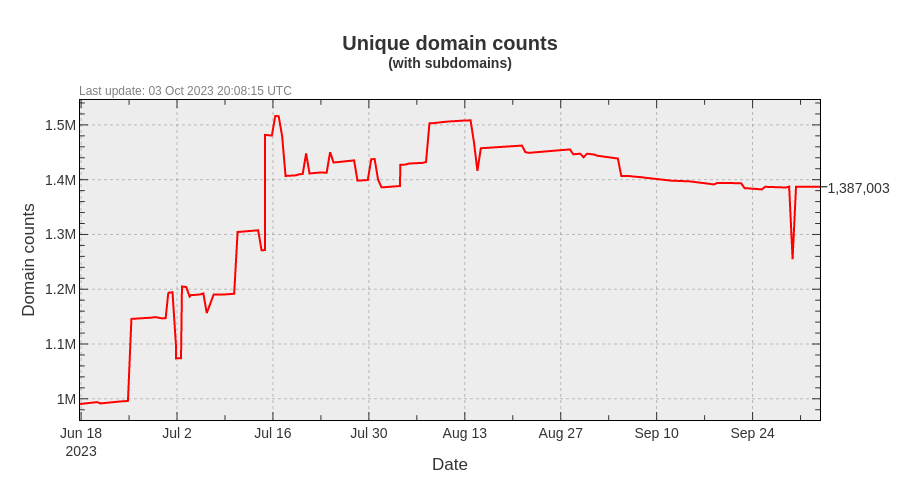 Unique domain counts
(with subdomains)
Last update: 03 Oct 2023 20:08:15 UTC
1.5M
1.4M
1.3M
1.2M
1.1M
1M
Domain counts
1,387,003
Jun 18 Jul 2 Jul 16 Jul 30 Aug 13 Aug 27 Sep 10 Sep 24
2023
Date